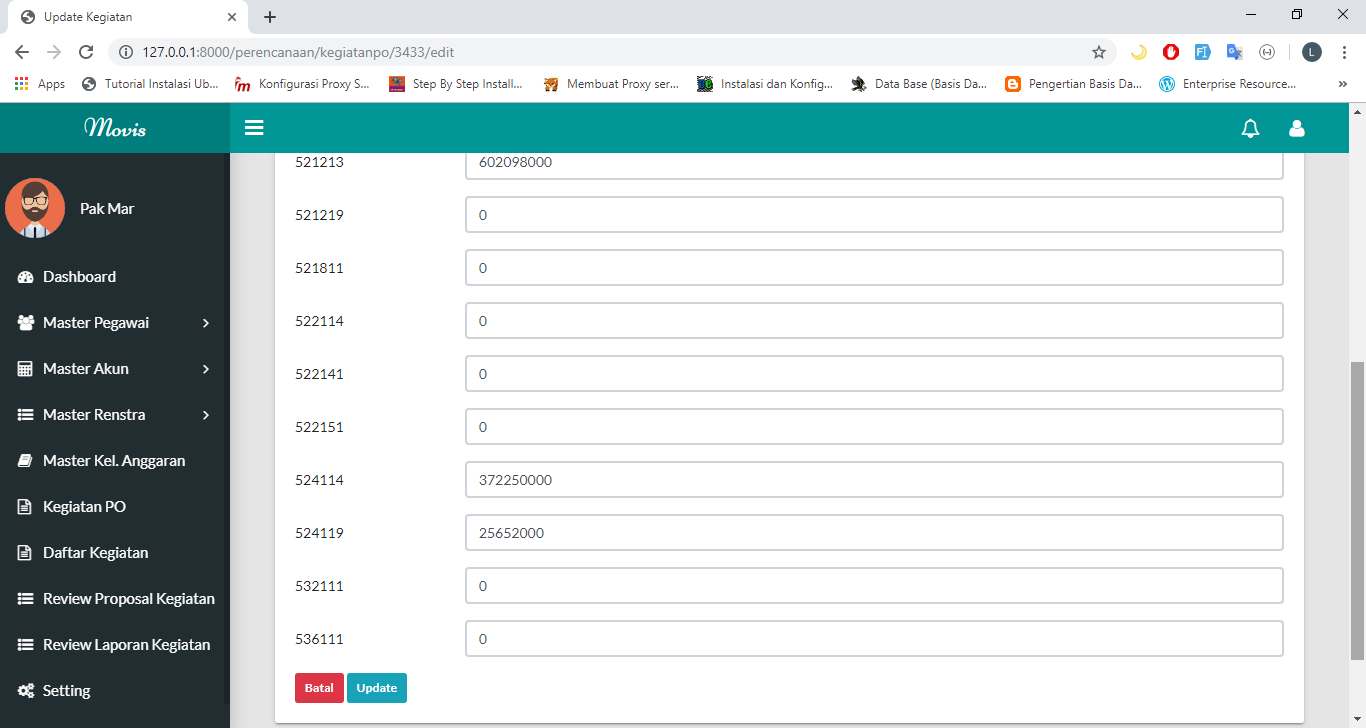 Update Kegiatan
127.0.0.1:8000/perencanaan/kegiatanpo/3433/edit
L
Apps
Tutorial Instalasi Ub...
Konfigurasi Proxy S...
Step By Step Install...
Membuat Proxy ser...
Instalasi dan Konfig...
Data Base (Basis Da...
Pengertian Basis Da...
Enterprise Resource...
Movis
Pak Mar
Dashboard
Master Pegawai
Master Akun
Master Renstra
Master Kel. Anggaran
Kegiatan PO
Daftar Kegiatan
Review Proposal Kegiatan
Review Laporan Kegiatan
Setting
521213 602098000
521219 0
521811 0
522114 0
522141 0
522151 0
524114 372250000
524119 25652000
532111 0
536111 0
Batal Update